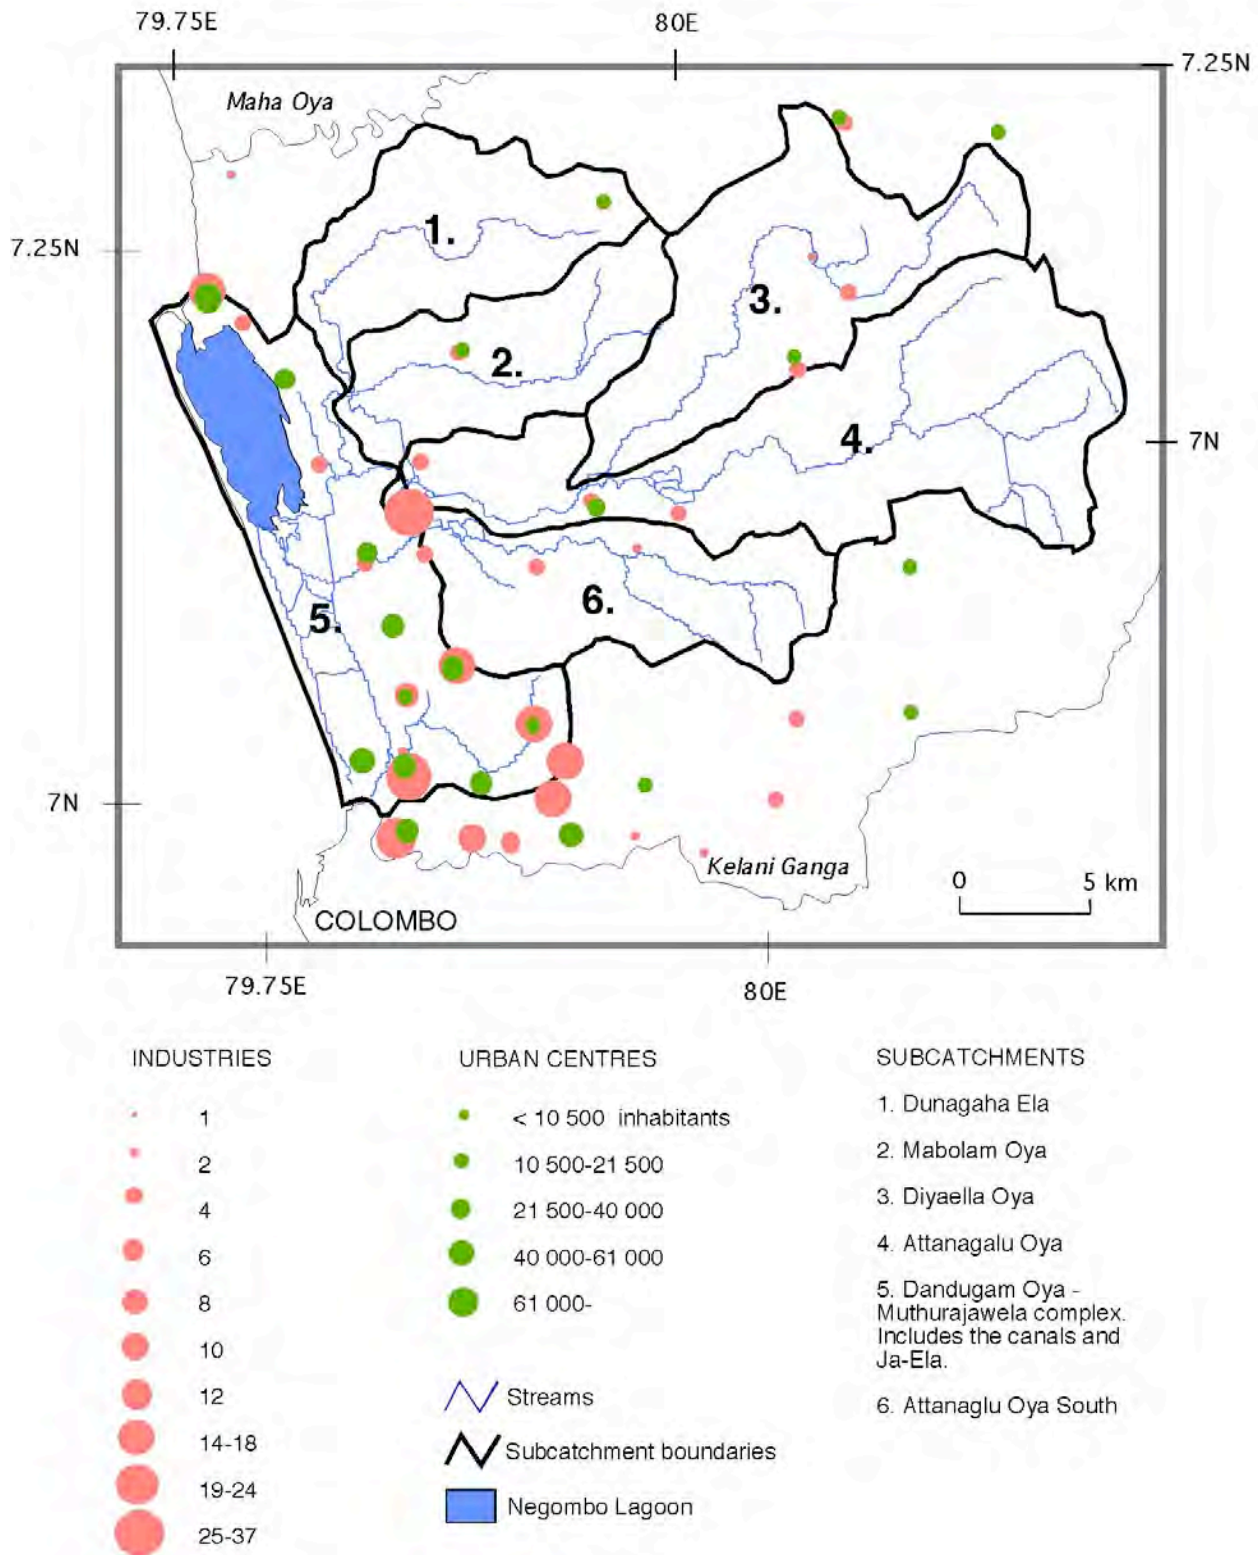 79.75E
80E
7.25N
Maha Oya
1.
7.25N
3.
2.
4.
7N
6.
5.
7N
Kelani Ganga
0
5 km
COLOMBO
79.75E
80E
INDUSTRIES
1
2
4
6
8
10
12
14-18
19-24
25-37
URBAN CENTRES
< 10 500 inhabitants
10 500-21 500
21 500-40 000
40 000-61 000
61 000-
Streams
Subcatchment boundaries
Negombo Lagoon
SUBCATCHMENTS
1. Dunagaha Ela
2. Mabolam Oya
3. Diyaella Oya
4. Attanagalu Oya
5. Dandugam Oya -
Muthurajawela complex.
Includes the canals and
Ja-Ela.
6. Attanaglu Oya South